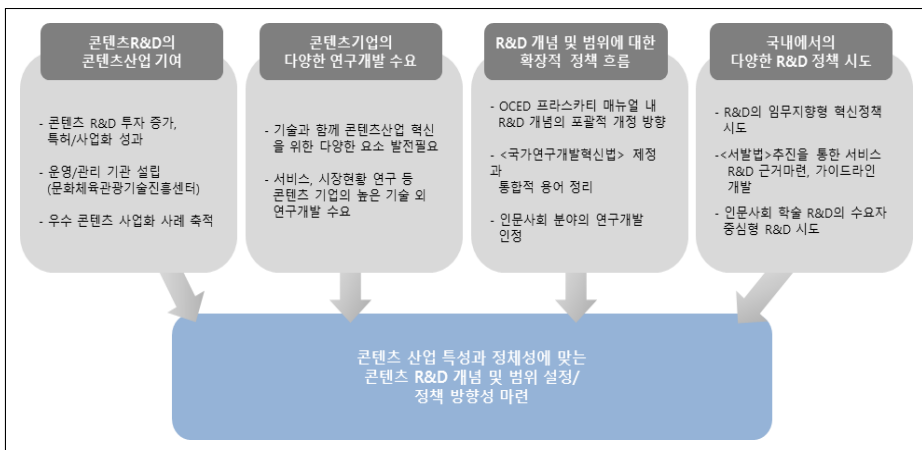 콘텐츠R&D의
콘텐츠산업 기여
- 콘텐츠 R&D 투자 증가,
특허/사업화 성과
- 운영/관리 기관 설립
(문화체육관광기술진흥센터)
- 우수 콘텐츠 사업화 사례 축적
콘텐츠기업의
다양한 연구개발 수요
- 기술과 함께 콘텐츠산업 혁신
을 위한 다양한 요소 발전필요
- 서비스, 시장현황 연구 등
콘텐츠 기업의 높은 기술 외
연구개발 수요
R&D 개념 및 범위에 대한
확장적 정책 흐름
- OCED 프라스카티 매뉴얼 내
R&D 개념의 포괄적 개정 방향
- <국가연구개발혁신법> 제정
과
통합적 용어 정리
- 인문사회 분야의 연구개발
인정
국내에서의
다양한 R&D 정책 시도
- R&D의 임무지향형 혁신정책
시도
-<서발법>추진을 통한 서비스
R&D 근거마련, 가이드라인
개발
- 인문사회 학술 R&D의 수요자
중심형 R&D 시도
콘텐츠 산업 특성과 정체성에 맞는
콘텐츠 R&D 개념 및 범위 설정/
정책 방향성 마련